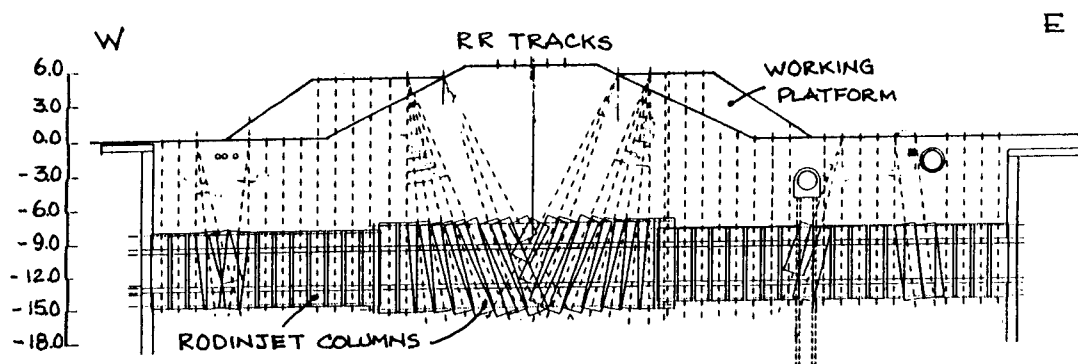 W
E
RR TRACKS
WORKING
PLATFORM
6.0
3.0
0.0
-3.0
-6.0
-9.0
-12.0
-15.0
-18.0
RODINJET COLUMNS